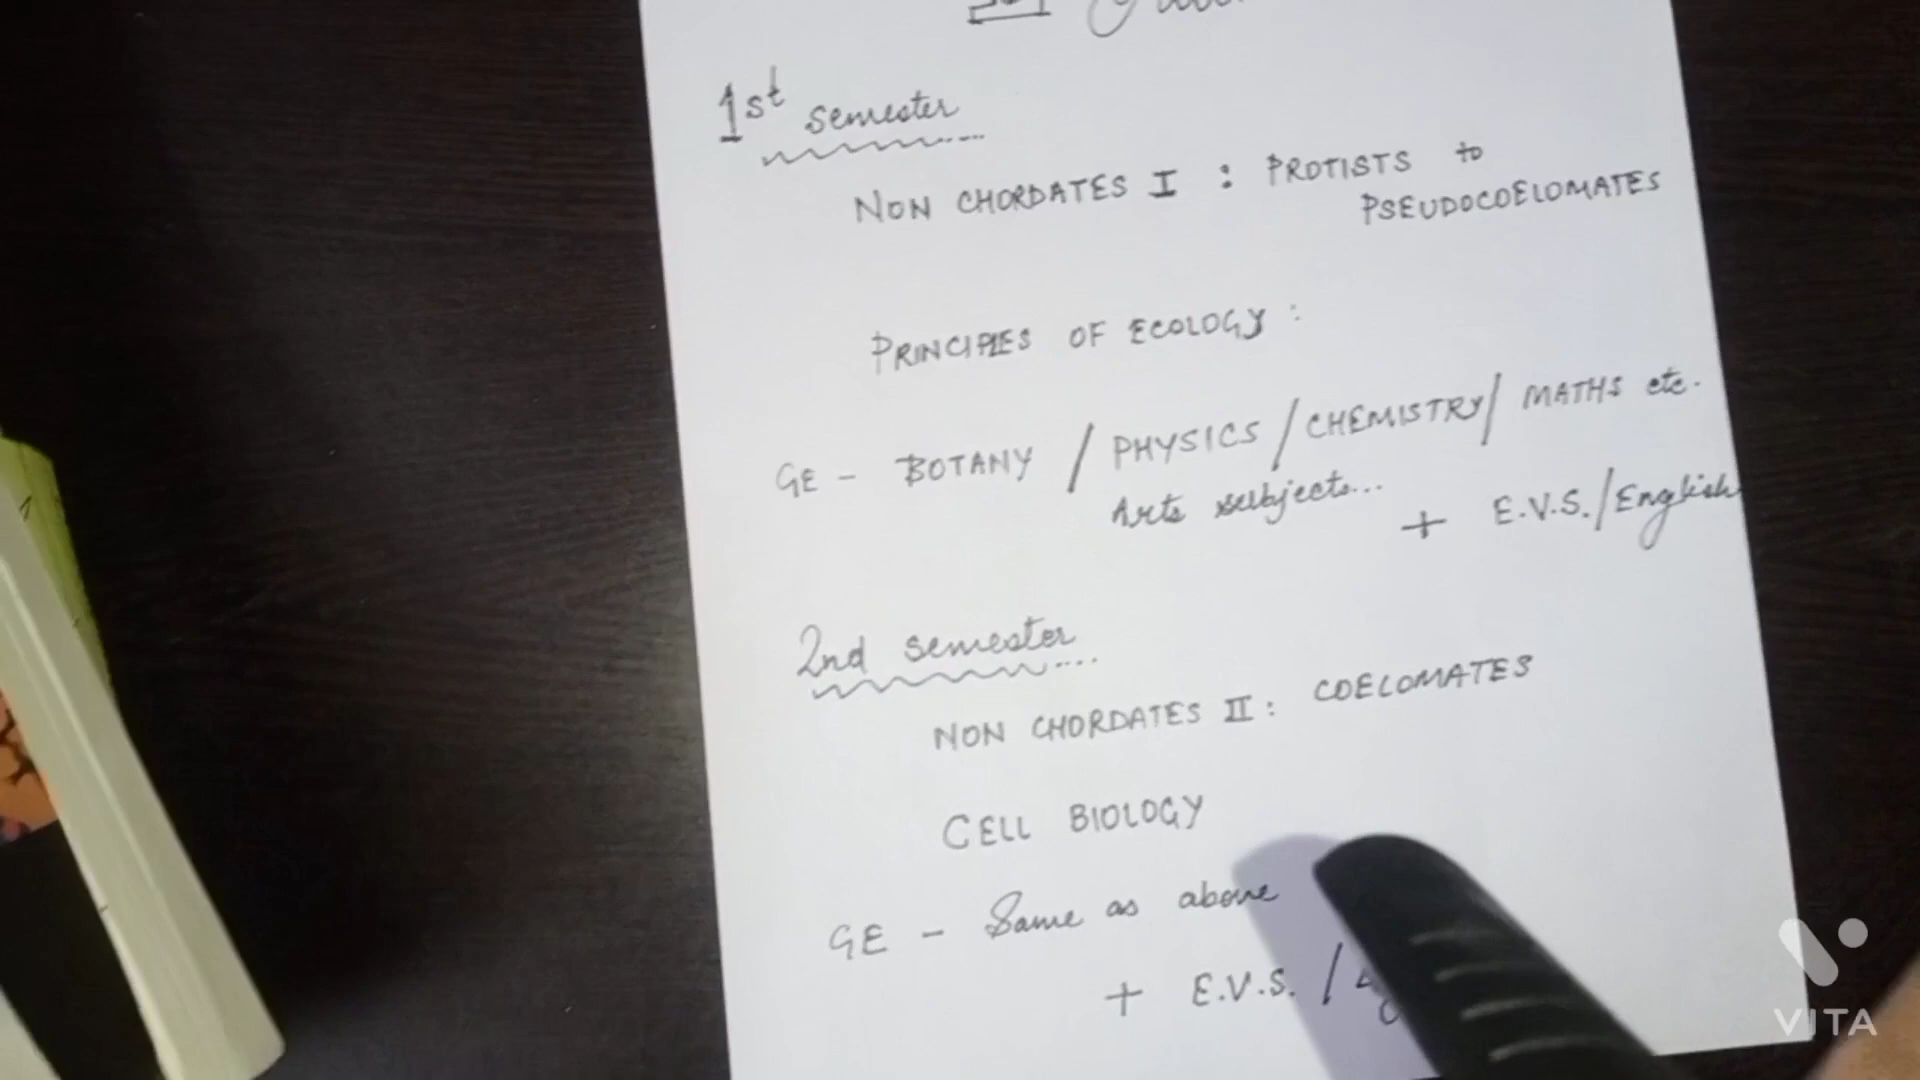 1st semester
NON CHORDATES I : PROTISTS to
PSEUDOCOELOMATES
PRINCIPLES OF ECOLOGY :
GE - BOTANY / PHYSICS / CHEMISTRY / MATHS etc.
Arts subjects...
+ E.V.S. / English
2nd semester
NON CHORDATES II : COELOMATES
CELL BIOLOGY
GE - Same as above
+ E.V.S. /
VITA